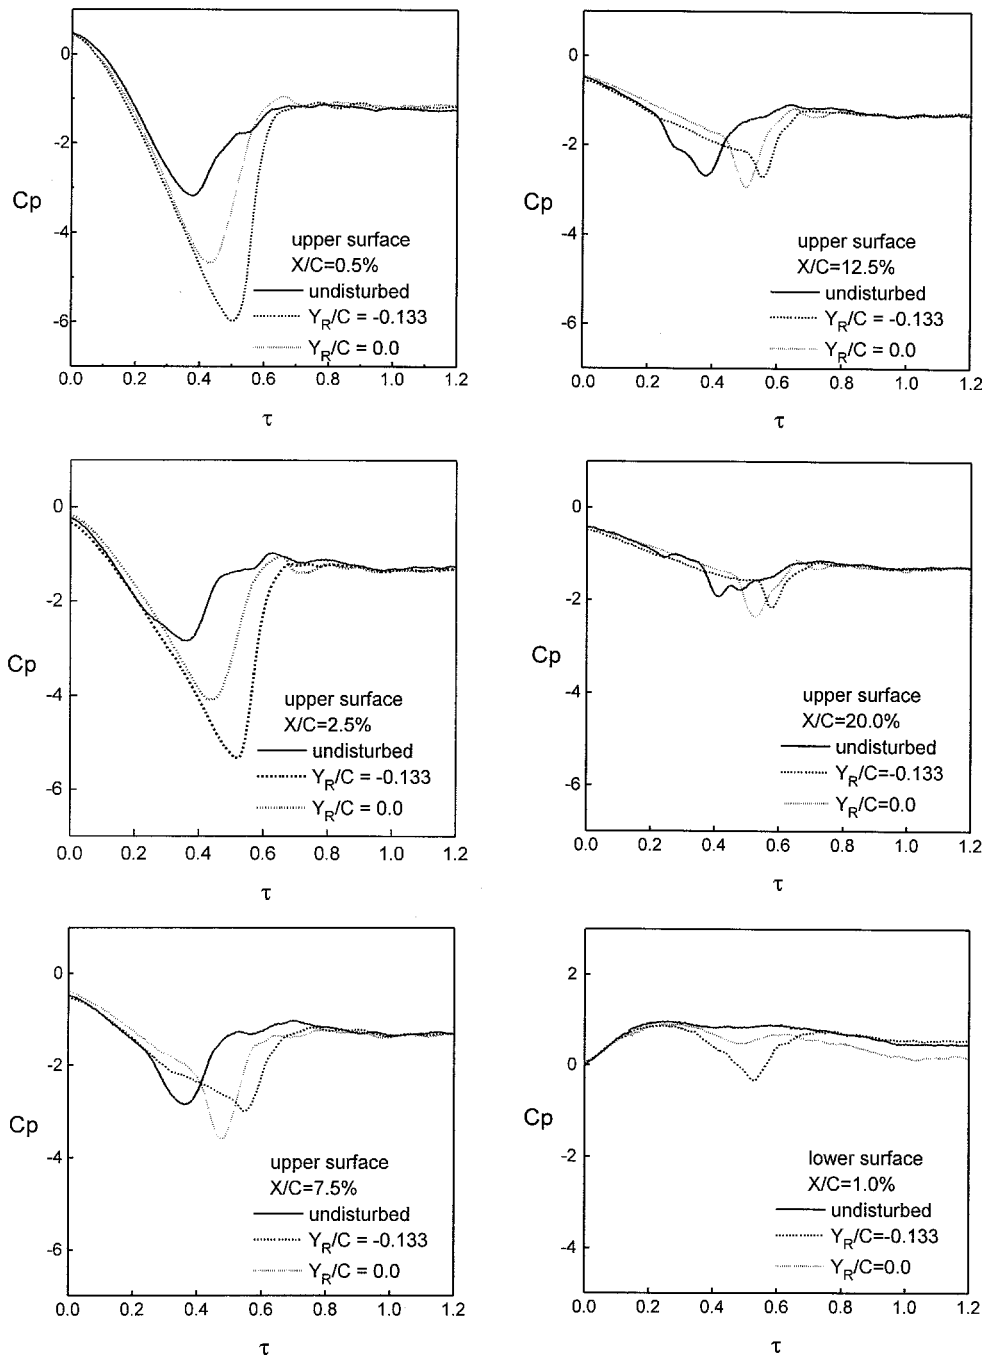 0
-2
Cp
-4
-6
upper surface
X/C=0.5%
undisturbed
Y_R/C = -0.133
Y_R/C = 0.0
0.0 0.2 0.4 0.6 0.8 1.0 1.2
τ
0
-2
Cp
-4
-6
upper surface
X/C=12.5%
undisturbed
Y_R/C = -0.133
Y_R/C = 0.0
0.0 0.2 0.4 0.6 0.8 1.0 1.2
τ
0
-2
Cp
-4
-6
upper surface
X/C=2.5%
undisturbed
Y_R/C = -0.133
Y_R/C = 0.0
0.0 0.2 0.4 0.6 0.8 1.0 1.2
τ
0
-2
Cp
-4
-6
upper surface
X/C=20.0%
undisturbed
Y_R/C=-0.133
Y_R/C=0.0
0.0 0.2 0.4 0.6 0.8 1.0 1.2
τ
0
-2
Cp
-4
-6
upper surface
X/C=7.5%
undisturbed
Y_R/C = -0.133
Y_R/C = 0.0
0.0 0.2 0.4 0.6 0.8 1.0 1.2
τ
2
0
Cp
-2
-4
lower surface
X/C=1.0%
undisturbed
Y_R/C=-0.133
Y_R/C=0.0
0.0 0.2 0.4 0.6 0.8 1.0 1.2
τ